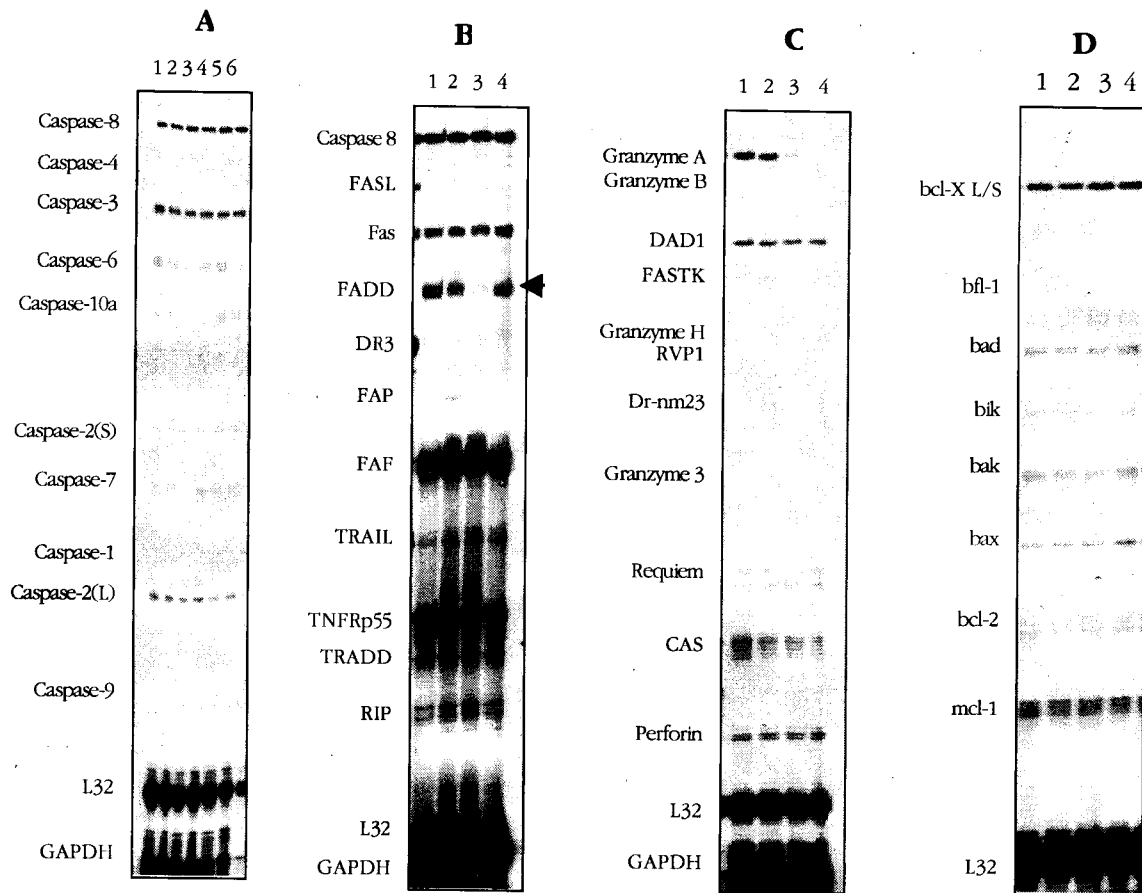 A
1 2 3 4 5 6
Caspase-8
Caspase-4
Caspase-3
Caspase-6
Caspase-10a
Caspase-2(S)
Caspase-7
Caspase-1
Caspase-2(L)
Caspase-9
L32
GAPDH
B
1 2 3 4
Caspase 8
FASL
Fas
FADD
DR3
FAP
FAF
TRAIL
TNFRp55
TRADD
RIP
L32
GAPDH
C
1 2 3 4
Granzyme A
Granzyme B
DAD1
FASTK
Granzyme H
RVP1
Dr-nm23
Granzyme 3
Requiem
CAS
Perforin
L32
GAPDH
D
1 2 3 4
bcl-X L/S
bfl-1
bad
bik
bak
bax
bcl-2
mcl-1
L32